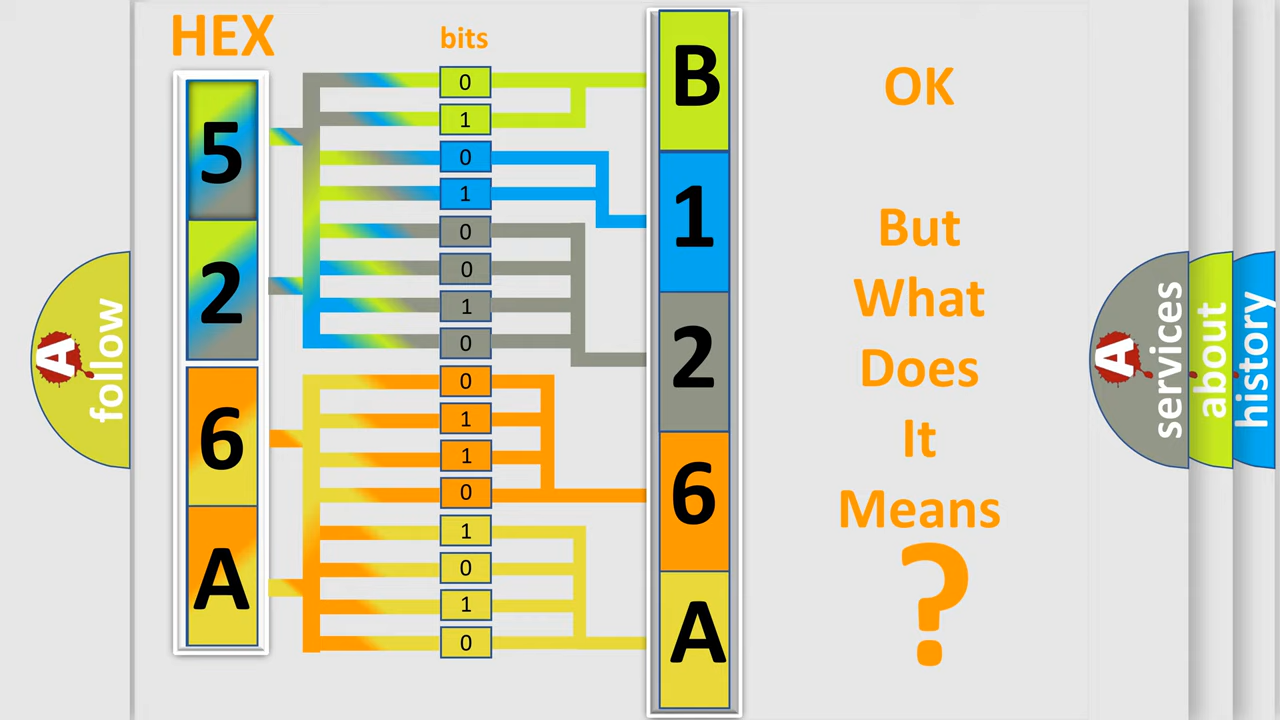 HEX
bits
5
2
6
A
0
1
0
1
0
0
1
0
0
1
1
0
1
0
1
0
B
1
2
6
A
OK
But
What
Does
It
Means
?
A
follow
A
services
about
history